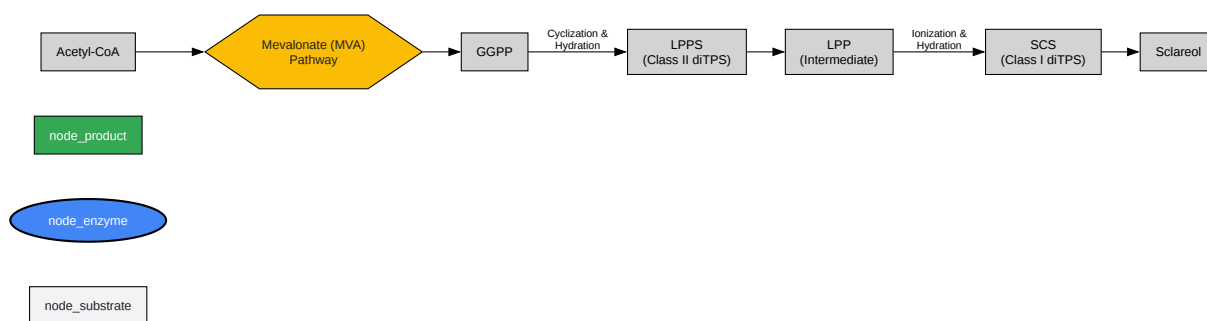 Acetyl-CoA
Mevalonate (MVA)
Pathway
GGPP
Cyclization &
Hydration
LPPS
(Class II diTPS)
LPP
(Intermediate)
Ionization &
Hydration
SCS
(Class I diTPS)
Sclareol
node_product
node_enzyme
node_substrate